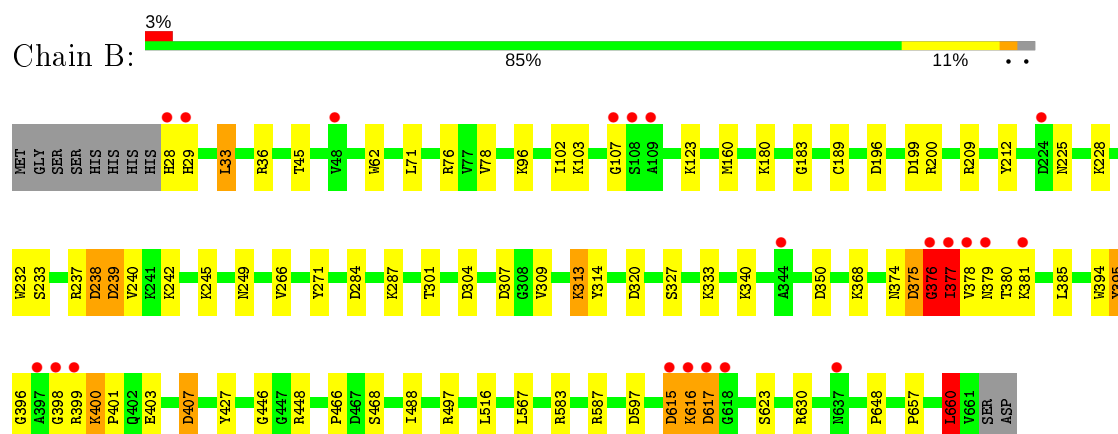 3%
Chain B:
85% 11% • •
MET GLY SER SER HIS HIS HIS HIS H28 H29 L33 R36 T45 V48 W62 L71 R76 V77 V78 K96 I102 K103 G107 S108 A109 K123 M160 K180 G183 C189 D196 D199 R200 R209 Y212 D224 N225 K228
W232 S233 R237 D238 D239 V240 K241 K242 K245 N249 V266 Y271 D284 K287 T301 D304 D307 G308 V309 K313 Y314 D320 S327 K333 K340 A344 D350 K368 N374 D375 G376 I377 V378 N379 T380 K381 L385 W394 Y395
G396 A397 G398 R399 K400 P401 Q402 E403 D407 Y427 G446 G447 R448 P466 D467 S468 I488 R497 L516 L567 R583 R587 D597 D615 K616 D617 G618 S623 R630 N637 P648 P657 L660 V661 SER ASP